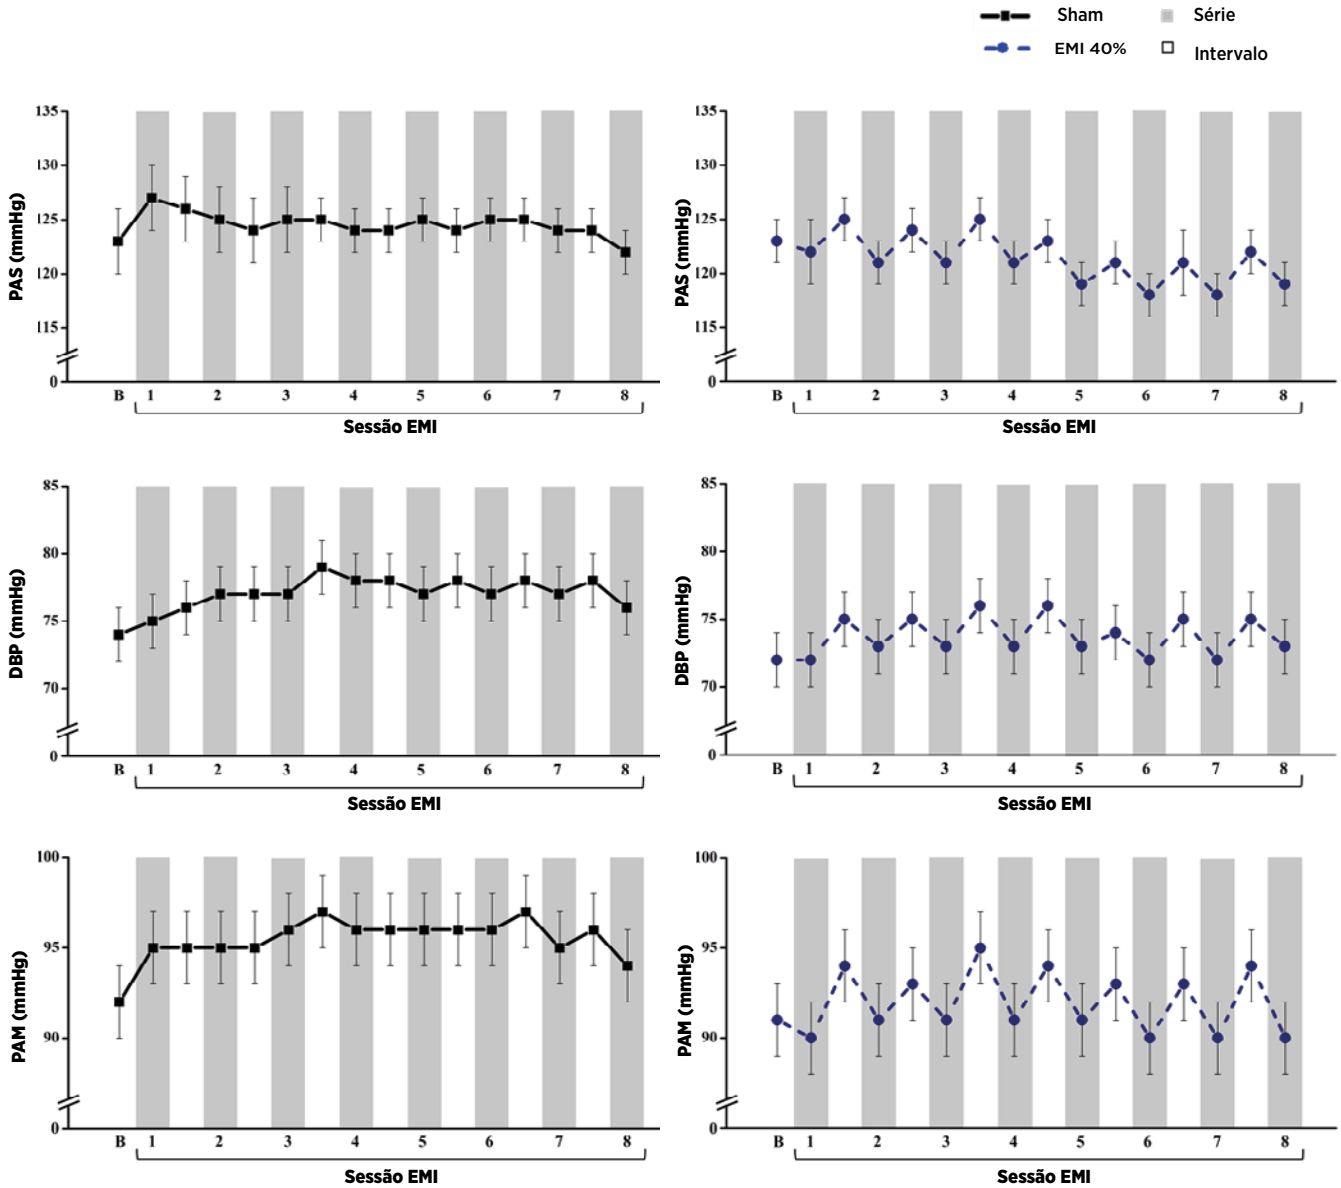 Sham
Série
EMI 40%
Intervalo
PAS (mmHg)
135
130
125
120
115
0
B 1 2 3 4 5 6 7 8
Sessão EMI
PAS (mmHg)
135
130
125
120
115
0
B 1 2 3 4 5 6 7 8
Sessão EMI
DBP (mmHg)
85
80
75
70
0
B 1 2 3 4 5 6 7 8
Sessão EMI
DBP (mmHg)
85
80
75
70
0
B 1 2 3 4 5 6 7 8
Sessão EMI
PAM (mmHg)
100
95
90
0
B 1 2 3 4 5 6 7 8
Sessão EMI
PAM (mmHg)
100
95
90
0
B 1 2 3 4 5 6 7 8
Sessão EMI